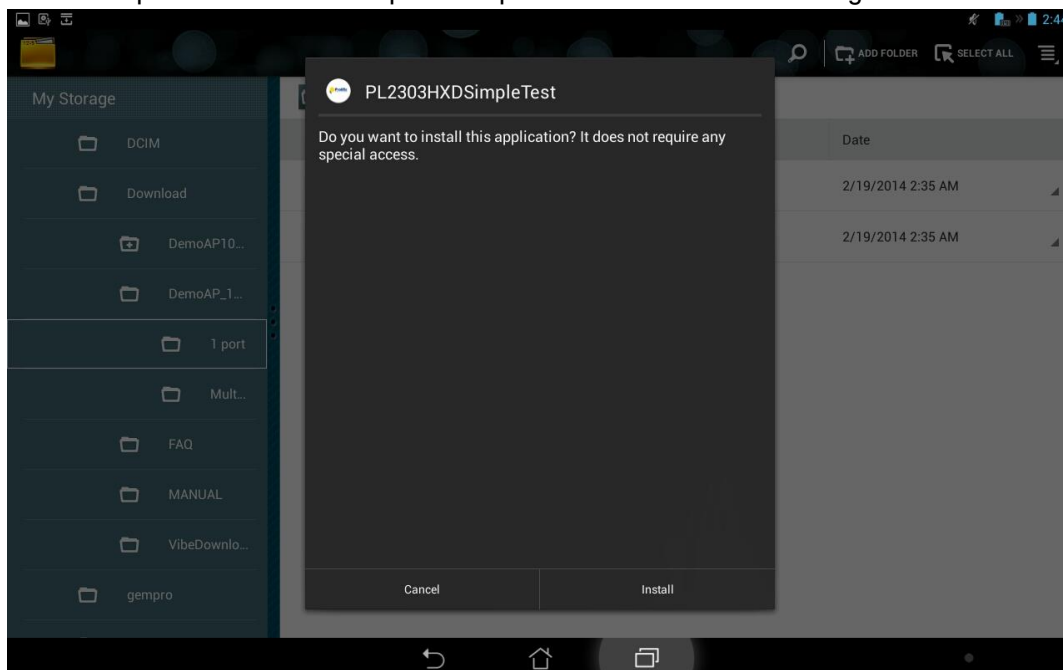 2:44
ADD FOLDER
SELECT ALL
My Storage
PL2303HXDSimpleTest
Do you want to install this application? It does not require any
special access.
Date
DCIM
Download
2/19/2014 2:35 AM
DemoAP10...
2/19/2014 2:35 AM
DemoAP_1...
1 port
Mult...
FAQ
MANUAL
VibeDownlo...
Cancel
Install
gempro